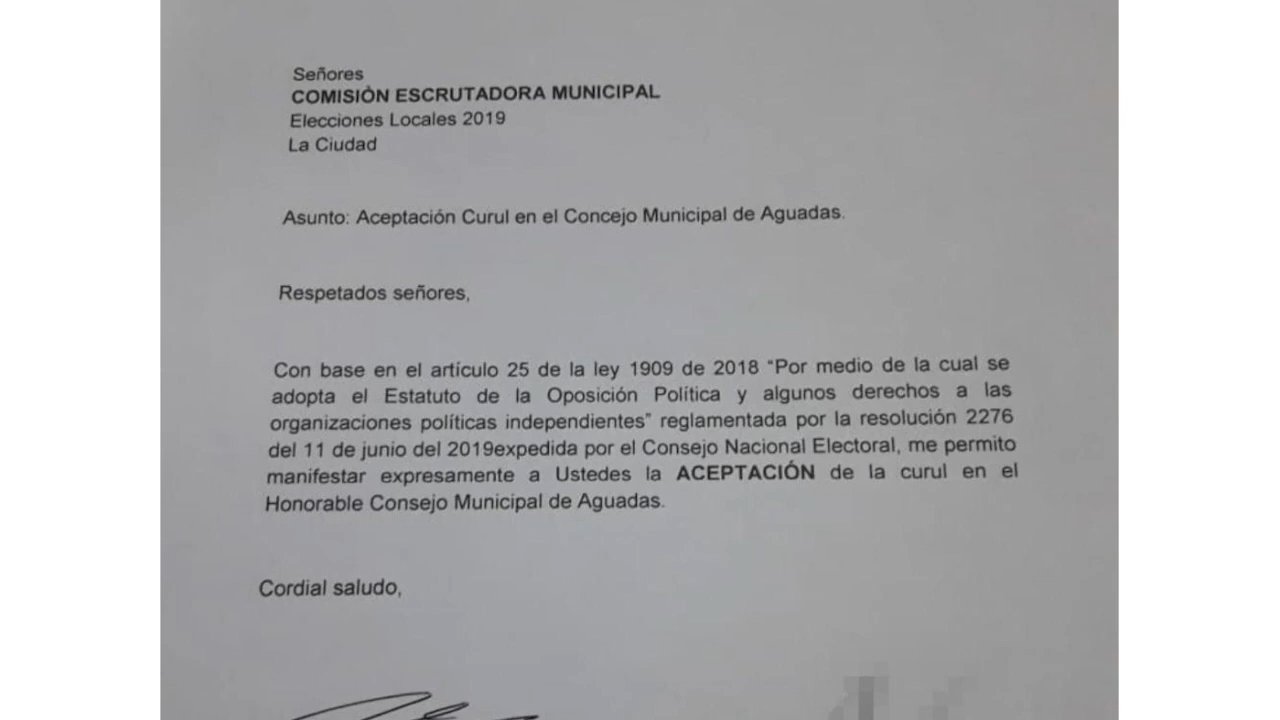 Señores
COMISIÒN ESCRUTADORA MUNICIPAL
Elecciones Locales 2019
La Ciudad
Asunto: Aceptación Curul en el Concejo Municipal de Aguadas.
Respetados señores,
Con base en el artículo 25 de la ley 1909 de 2018 “Por medio de la cual se
adopta el Estatuto de la Oposición Política y algunos derechos a las
organizaciones políticas independientes” reglamentada por la resolución 2276
del 11 de junio del 2019expedida por el Consejo Nacional Electoral, me permito
manifestar expresamente a Ustedes la ACEPTACIÓN de la curul en el
Honorable Consejo Municipal de Aguadas.
Cordial saludo,